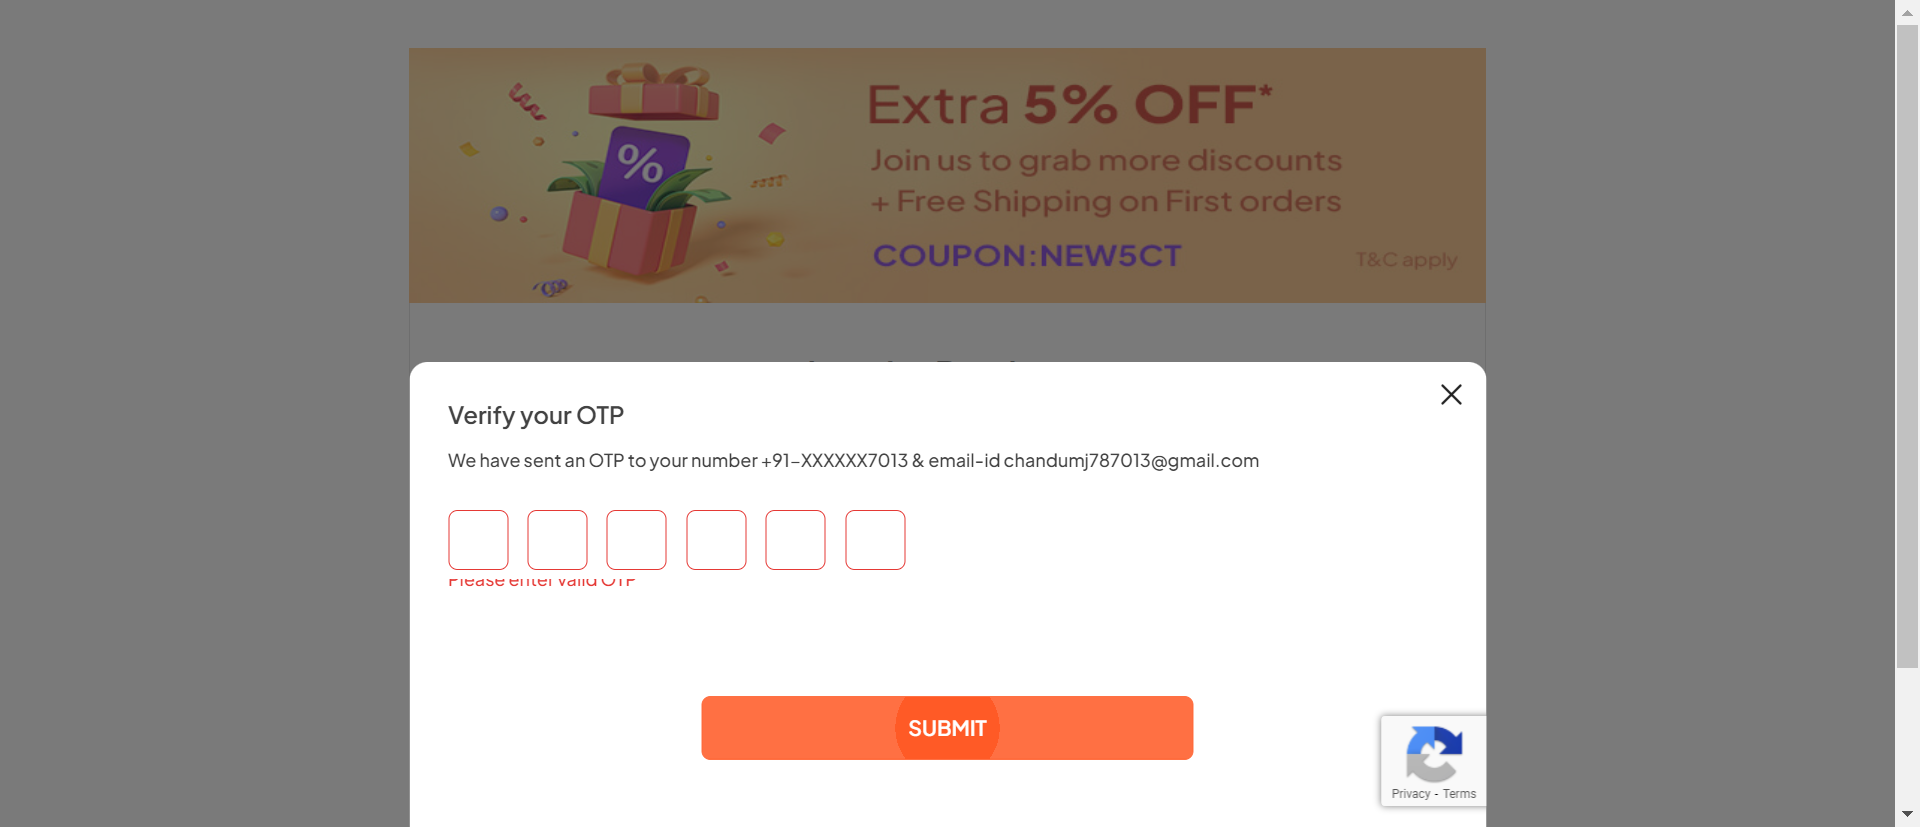 %
Extra 5% OFF*
Join us to grab more discounts
+ Free Shipping on First orders
COUPON:NEW5CT
T&C apply
Verify your OTP
We have sent an OTP to your number +91-XXXXXX7013 & email-id chandumj787013@gmail.com
Please enter valid OTP
SUBMIT
Privacy - Terms